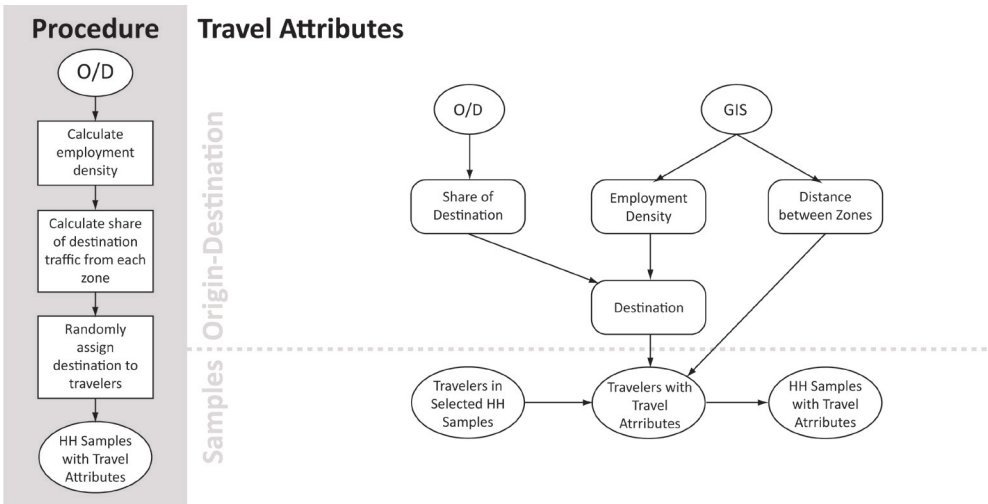 Procedure
O/D
Calculate
employment
density
Calculate share
of destination
traffic from each
zone
Randomly
assign
destination to
travelers
HH Samples
with Travel
Attributes
Travel Attributes
Origin-Destination
O/D
GIS
Share of
Destination
Employment
Density
Distance
between Zones
Destination
Samples
Travelers in
Selected HH
Samples
Travelers with
Travel
Atrributes
HH Samples
with Travel
Atrributes